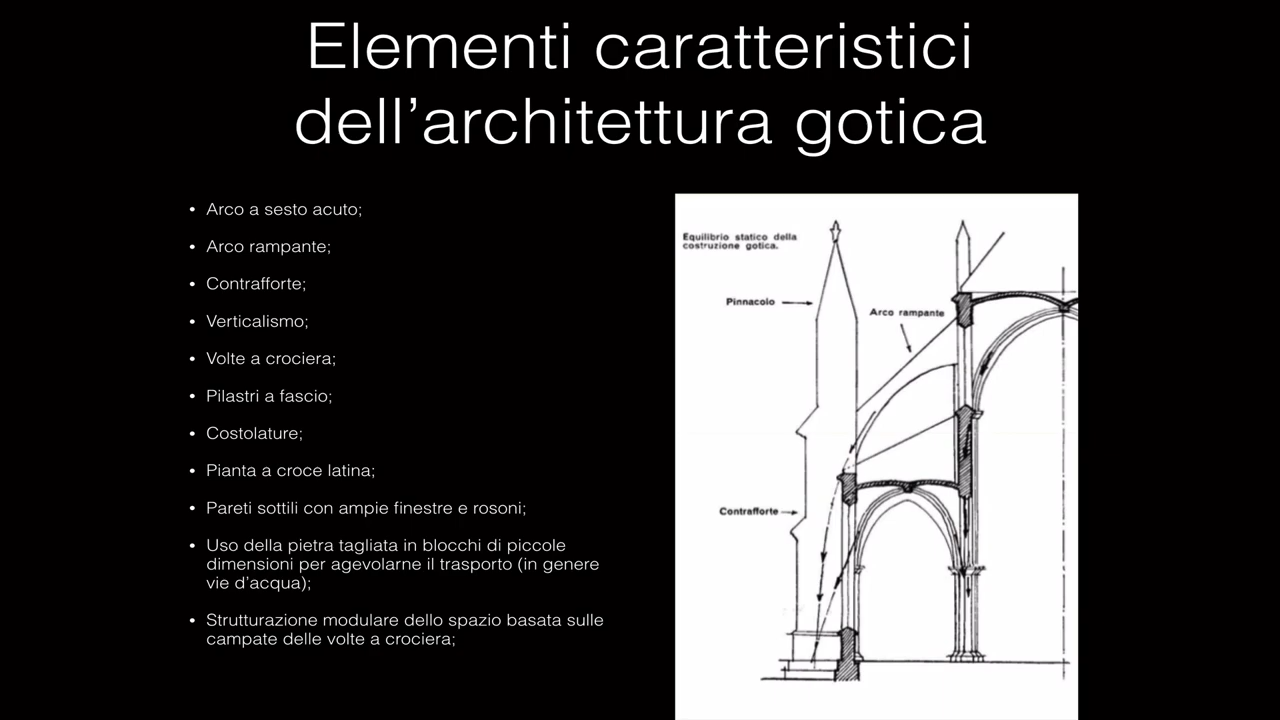 Elementi caratteristici
dell’architettura gotica
• Arco a sesto acuto;
• Arco rampante;
• Contrafforte;
• Verticalismo;
• Volte a crociera;
• Pilastri a fascio;
• Costolature;
• Pianta a croce latina;
• Pareti sottili con ampie finestre e rosoni;
• Uso della pietra tagliata in blocchi di piccole
dimensioni per agevolarne il trasporto (in genere
vie d’acqua);
• Strutturazione modulare dello spazio basata sulle
campate delle volte a crociera;
Equilibrio statico della
costruzione gotica.
Pinnacolo
Arco rampante
Contrafforte